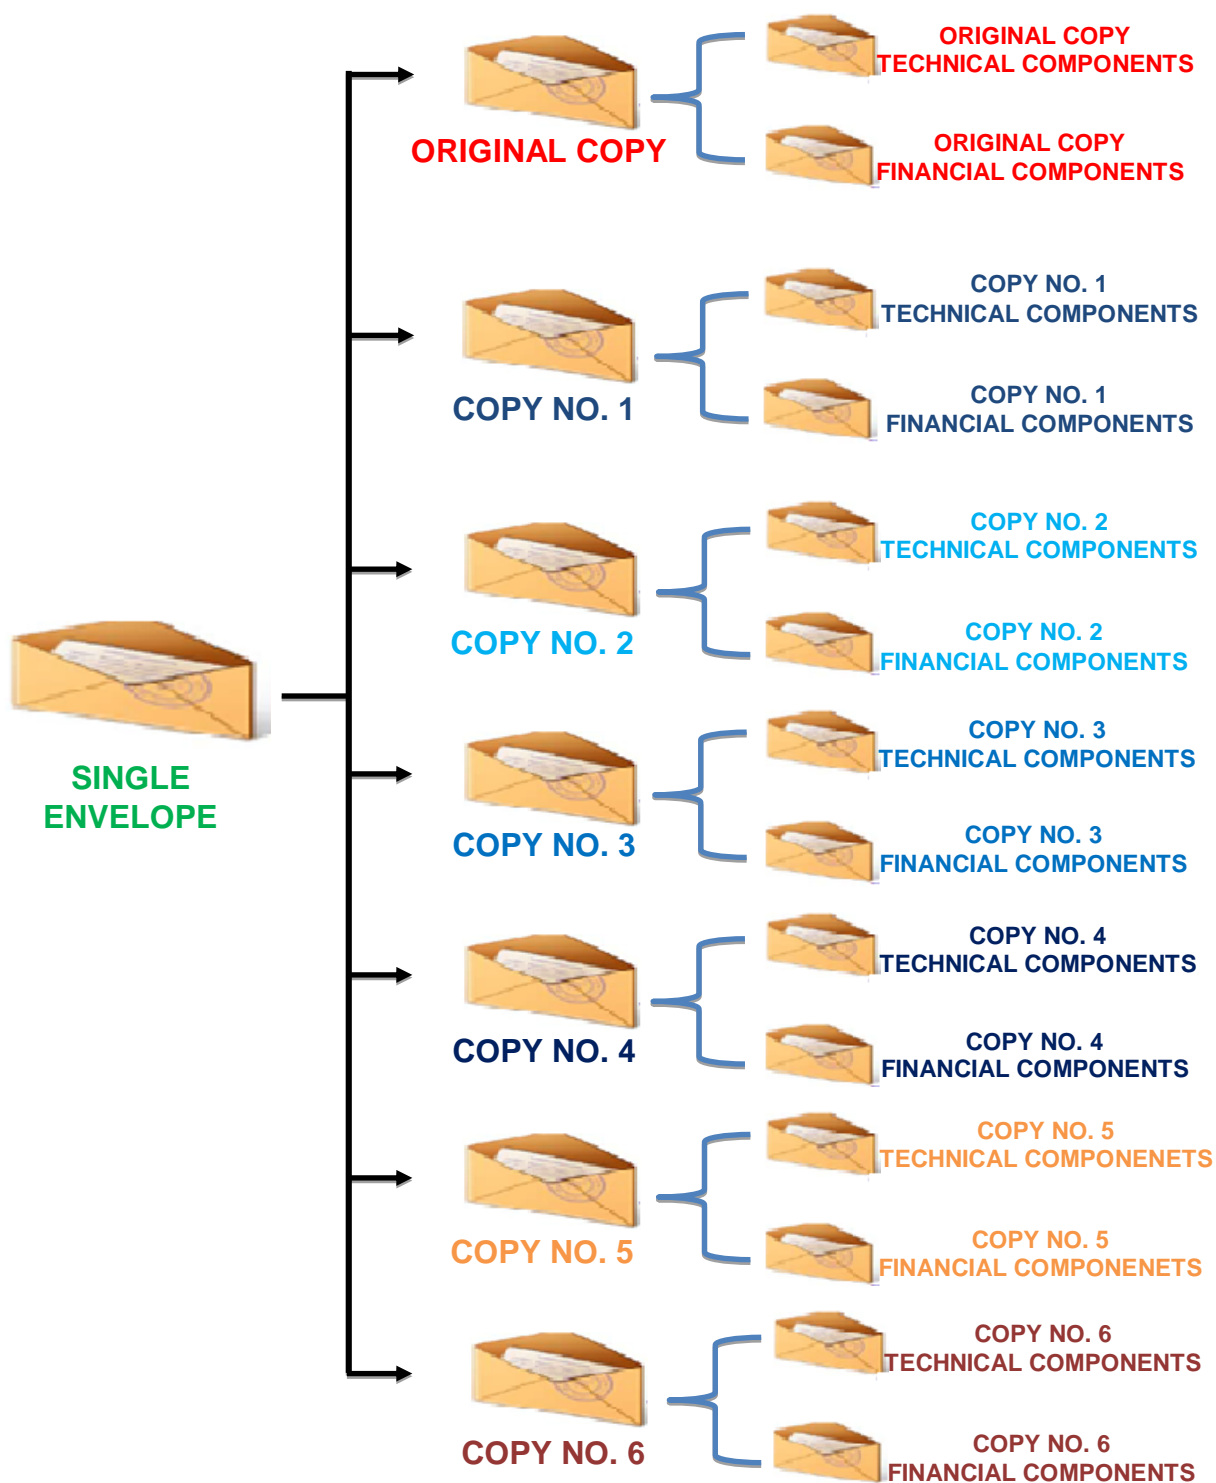 ORIGINAL COPY
TECHNICAL COMPONENTS
ORIGINAL COPY
ORIGINAL COPY
FINANCIAL COMPONENTS
COPY NO. 1
TECHNICAL COMPONENTS
COPY NO. 1
COPY NO. 1
FINANCIAL COMPONENTS
COPY NO. 2
TECHNICAL COMPONENTS
COPY NO. 2
COPY NO. 2
FINANCIAL COMPONENTS
SINGLE
ENVELOPE
COPY NO. 3
TECHNICAL COMPONENTS
COPY NO. 3
COPY NO. 3
FINANCIAL COMPONENTS
COPY NO. 4
TECHNICAL COMPONENTS
COPY NO. 4
COPY NO. 4
FINANCIAL COMPONENTS
COPY NO. 5
TECHNICAL COMPONENETS
COPY NO. 5
COPY NO. 5
FINANCIAL COMPONENETS
COPY NO. 6
TECHNICAL COMPONENTS
COPY NO. 6
COPY NO. 6
FINANCIAL COMPONENTS